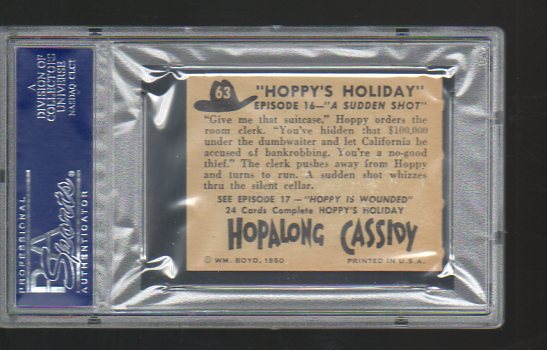 A
DIVISION OF
COLLECTORS
UNIVERSE
NASDAQ: CLCT
PROFESSIONAL
PSA
Sports
AUTHENTICATOR
63
"HOPPY'S HOLIDAY"
EPISODE 16—"A SUDDEN SHOT"
"Give me that suitcase," Hoppy orders the
room clerk. "You've hidden that $100,000
under the dumbwaiter and let California be
accused of bankrobbing. You're a no-good
thief." The clerk pushes away from Hoppy
and turns to run. A sudden shot whizzes
thru the silent cellar.
SEE EPISODE 17 — "HOPPY IS WOUNDED"
24 Cards Complete HOPPY'S HOLIDAY
HOPALONG CASSIDY
© WM. BOYD, 1950 PRINTED IN U.S.A.